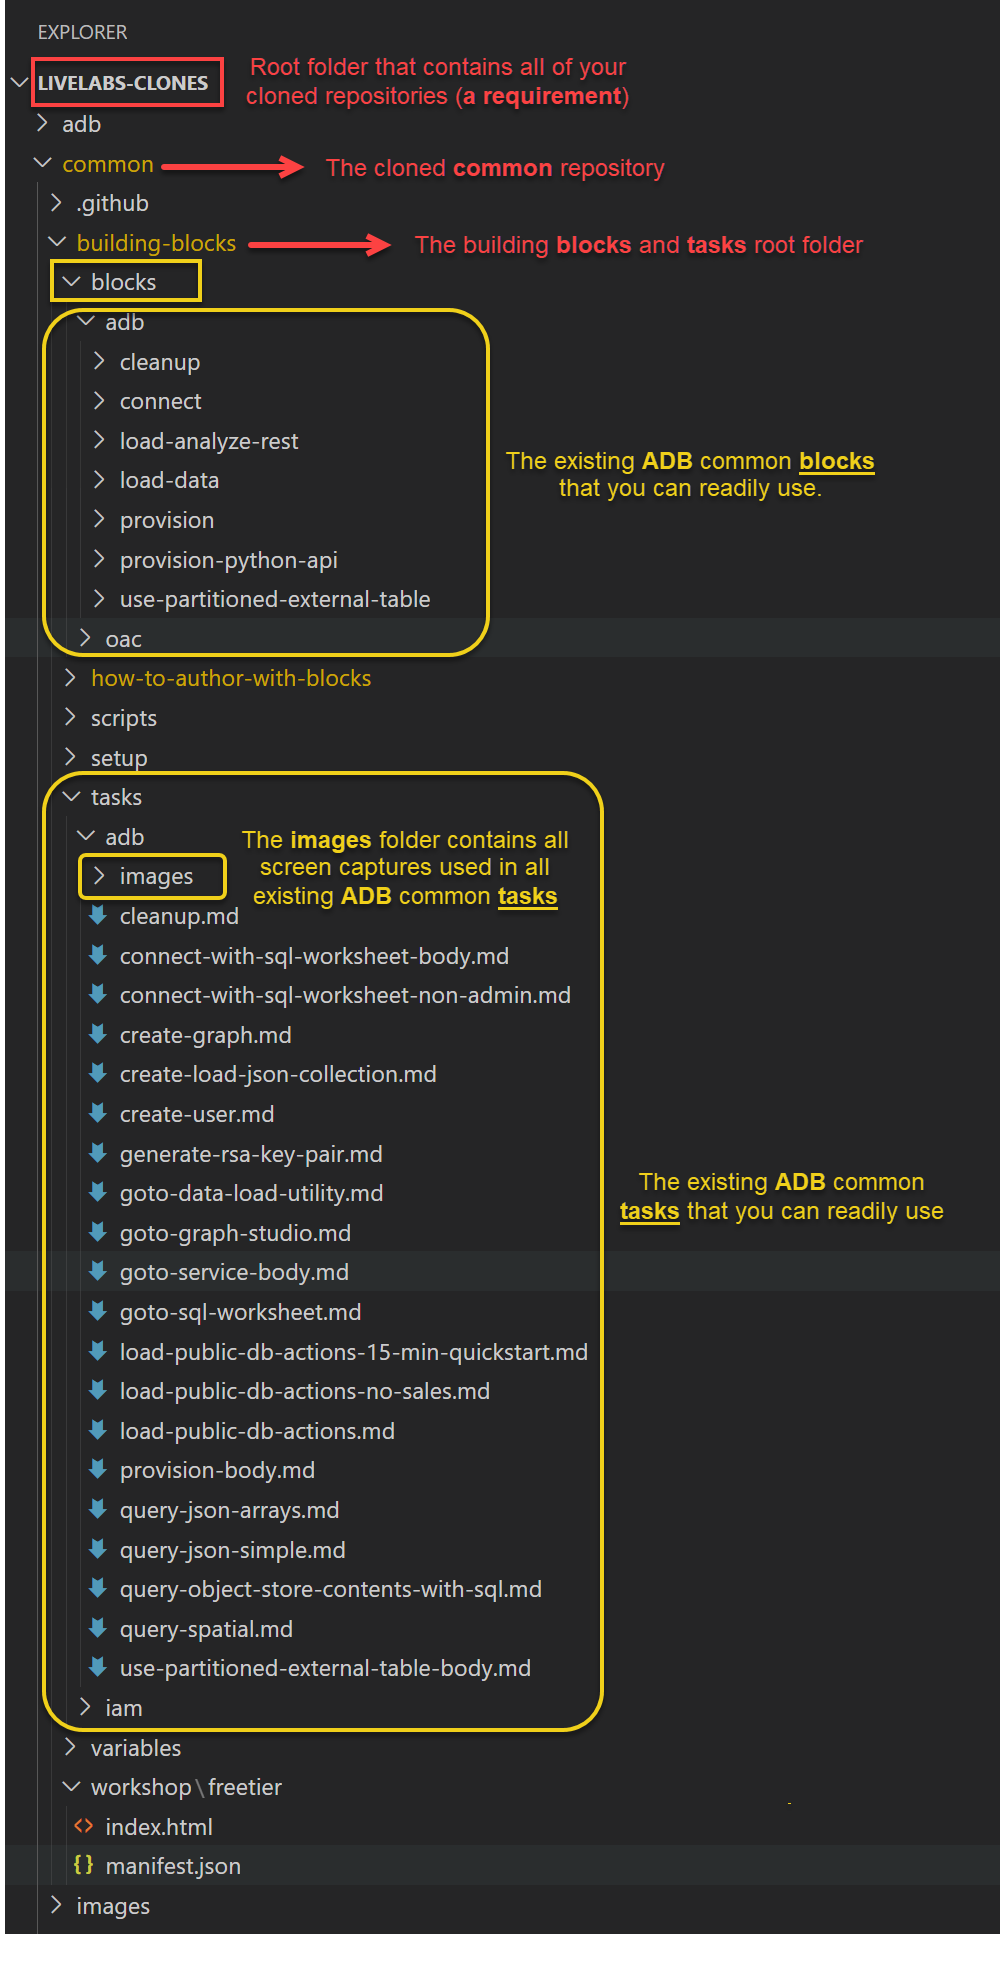 EXPLORER
LIVELABS-CLONES
Root folder that contains all of your
cloned repositories (a requirement)
adb
common
The cloned common repository
.github
building-blocks
The building blocks and tasks root folder
blocks
adb
cleanup
connect
load-analyze-rest
load-data
provision
provision-python-api
use-partitioned-external-table
The existing ADB common blocks
that you can readily use.
oac
how-to-author-with-blocks
scripts
setup
tasks
adb
images
The images folder contains all
screen captures used in all
existing ADB common tasks
cleanup.md
connect-with-sql-worksheet-body.md
connect-with-sql-worksheet-non-admin.md
create-graph.md
create-load-json-collection.md
create-user.md
generate-rsa-key-pair.md
goto-data-load-utility.md
goto-graph-studio.md
goto-service-body.md
goto-sql-worksheet.md
load-public-db-actions-15-min-quickstart.md
load-public-db-actions-no-sales.md
load-public-db-actions.md
provision-body.md
query-json-arrays.md
query-json-simple.md
query-object-store-contents-with-sql.md
query-spatial.md
use-partitioned-external-table-body.md
The existing ADB common
tasks that you can readily use
iam
variables
workshop\freetier
<> index.html
{} manifest.json
images